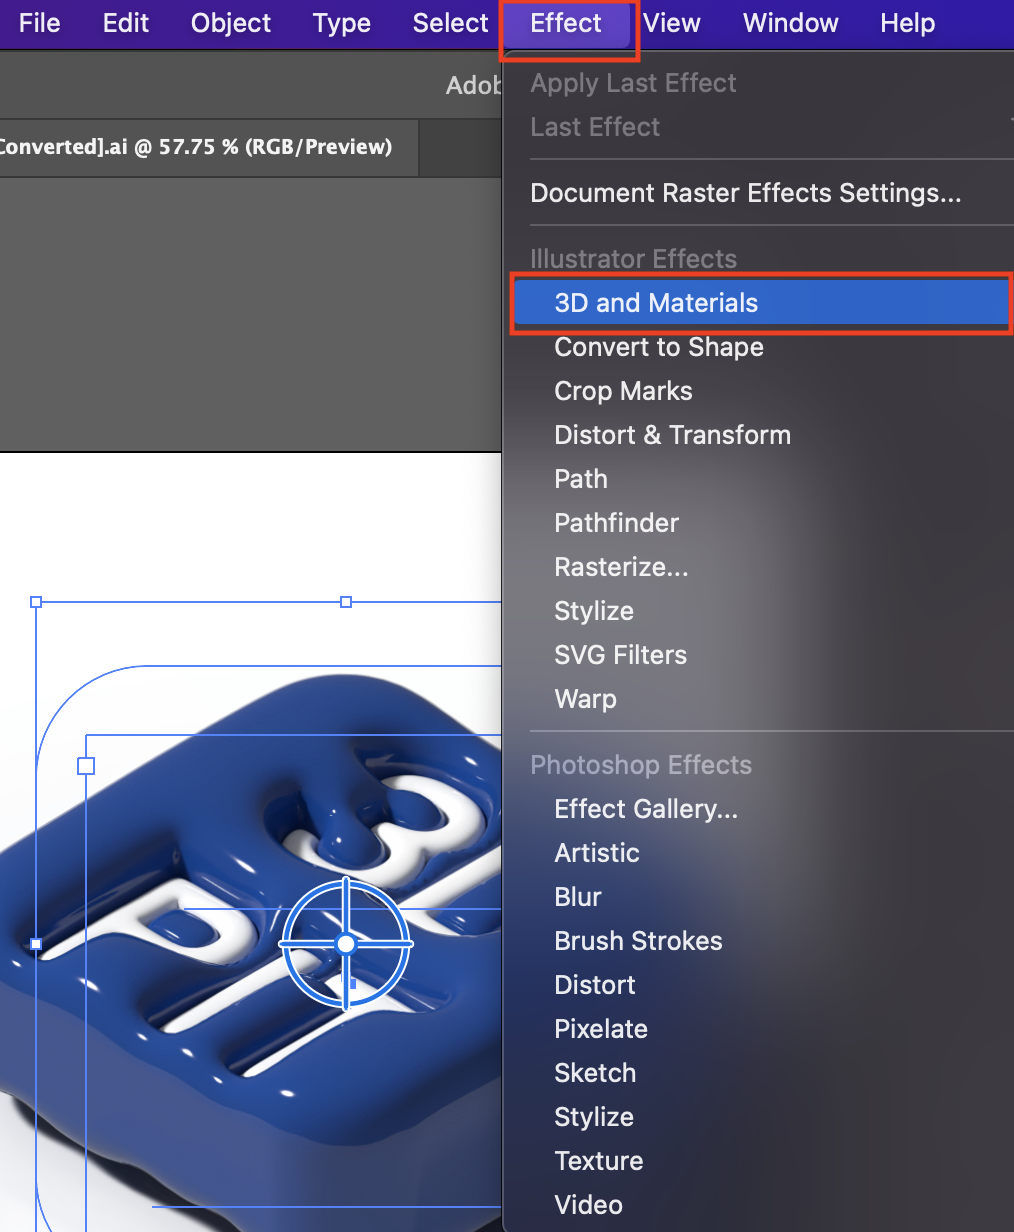 File Edit Object Type Select Effect View Window Help
Adob
Converted].ai @ 57.75 % (RGB/Preview)
Apply Last Effect
Last Effect
Document Raster Effects Settings...
Illustrator Effects
3D and Materials
Convert to Shape
Crop Marks
Distort & Transform
Path
Pathfinder
Rasterize...
Stylize
SVG Filters
Warp
Photoshop Effects
Effect Gallery...
Artistic
Blur
Brush Strokes
Distort
Pixelate
Sketch
Stylize
Texture
Video